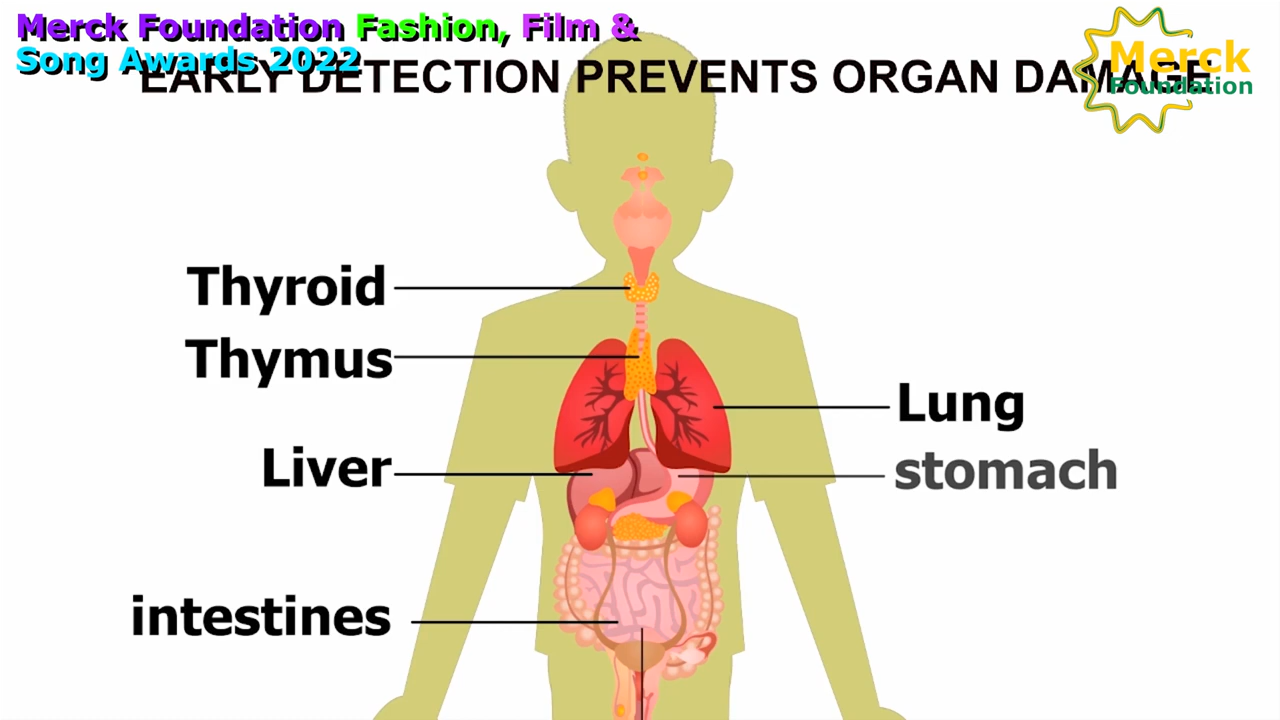 Merck Foundation Fashion, Film &
Song Awards 2022
EARLY DETECTION PREVENTS ORGAN DAMAGE
Merck
Foundation
Thyroid
Thymus
Lung
Liver
stomach
intestines